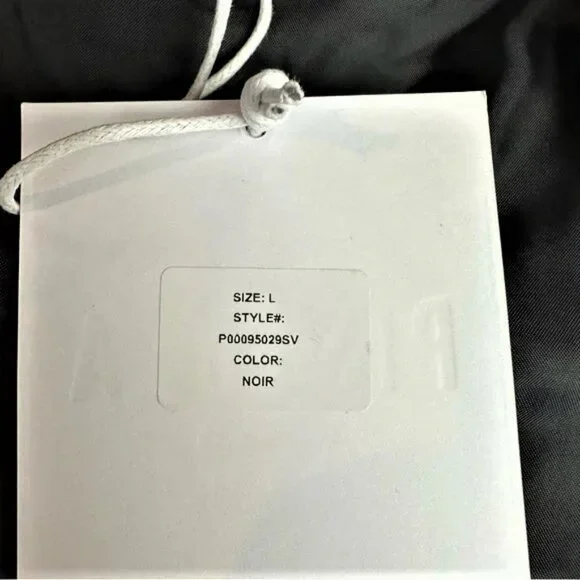 SIZE: L
STYLE#:
P00095029SV
COLOR:
NOIR